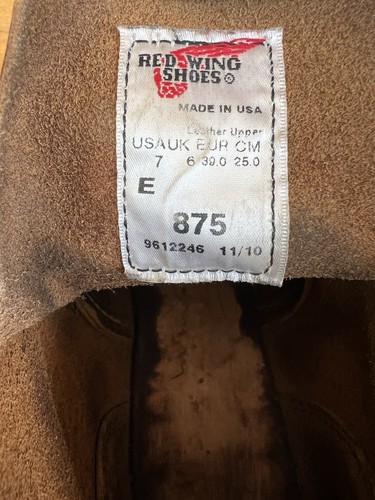 RED WING
SHOES®
MADE IN USA
Leather Upper
USA UK EUR CM
7 6 39.0 25.0
E
875
9612246 11/10